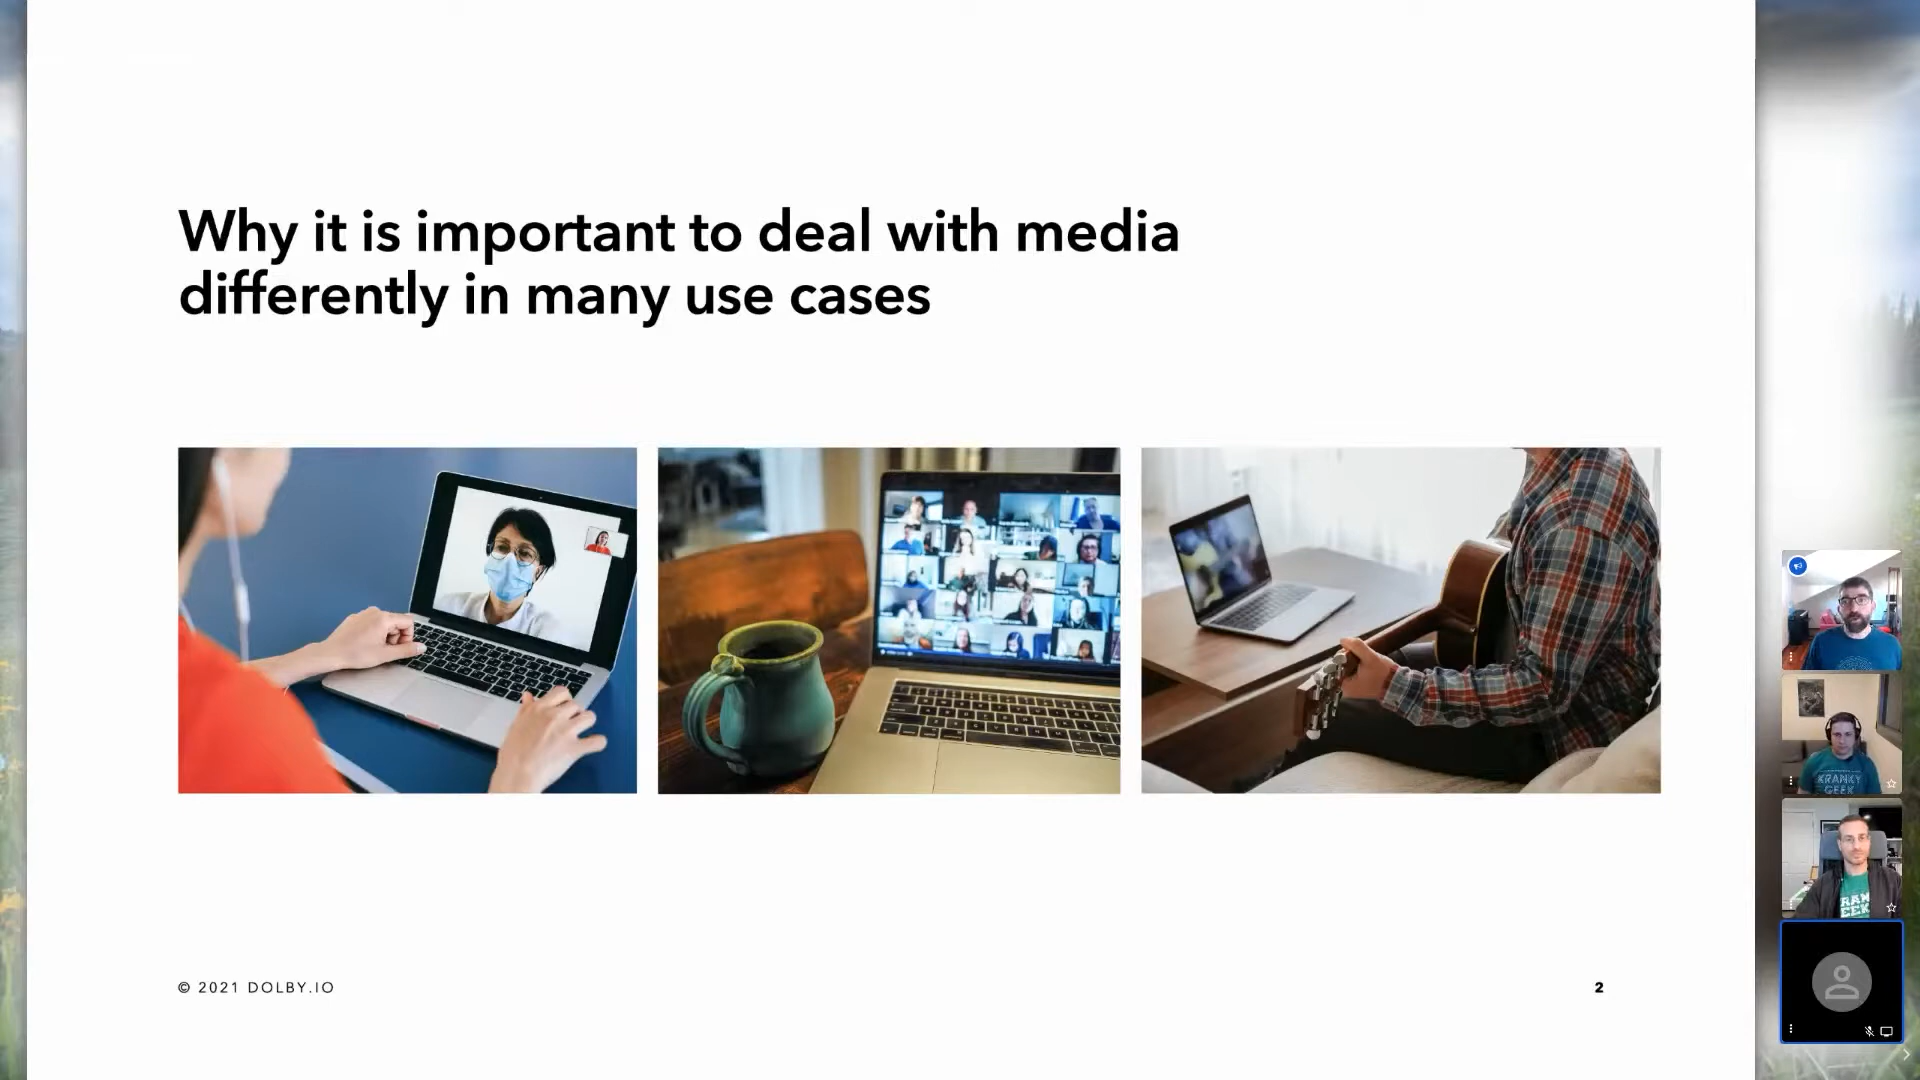 Why it is important to deal with media
differently in many use cases
© 2021 DOLBY.IO
2
KRANKY
GEEK